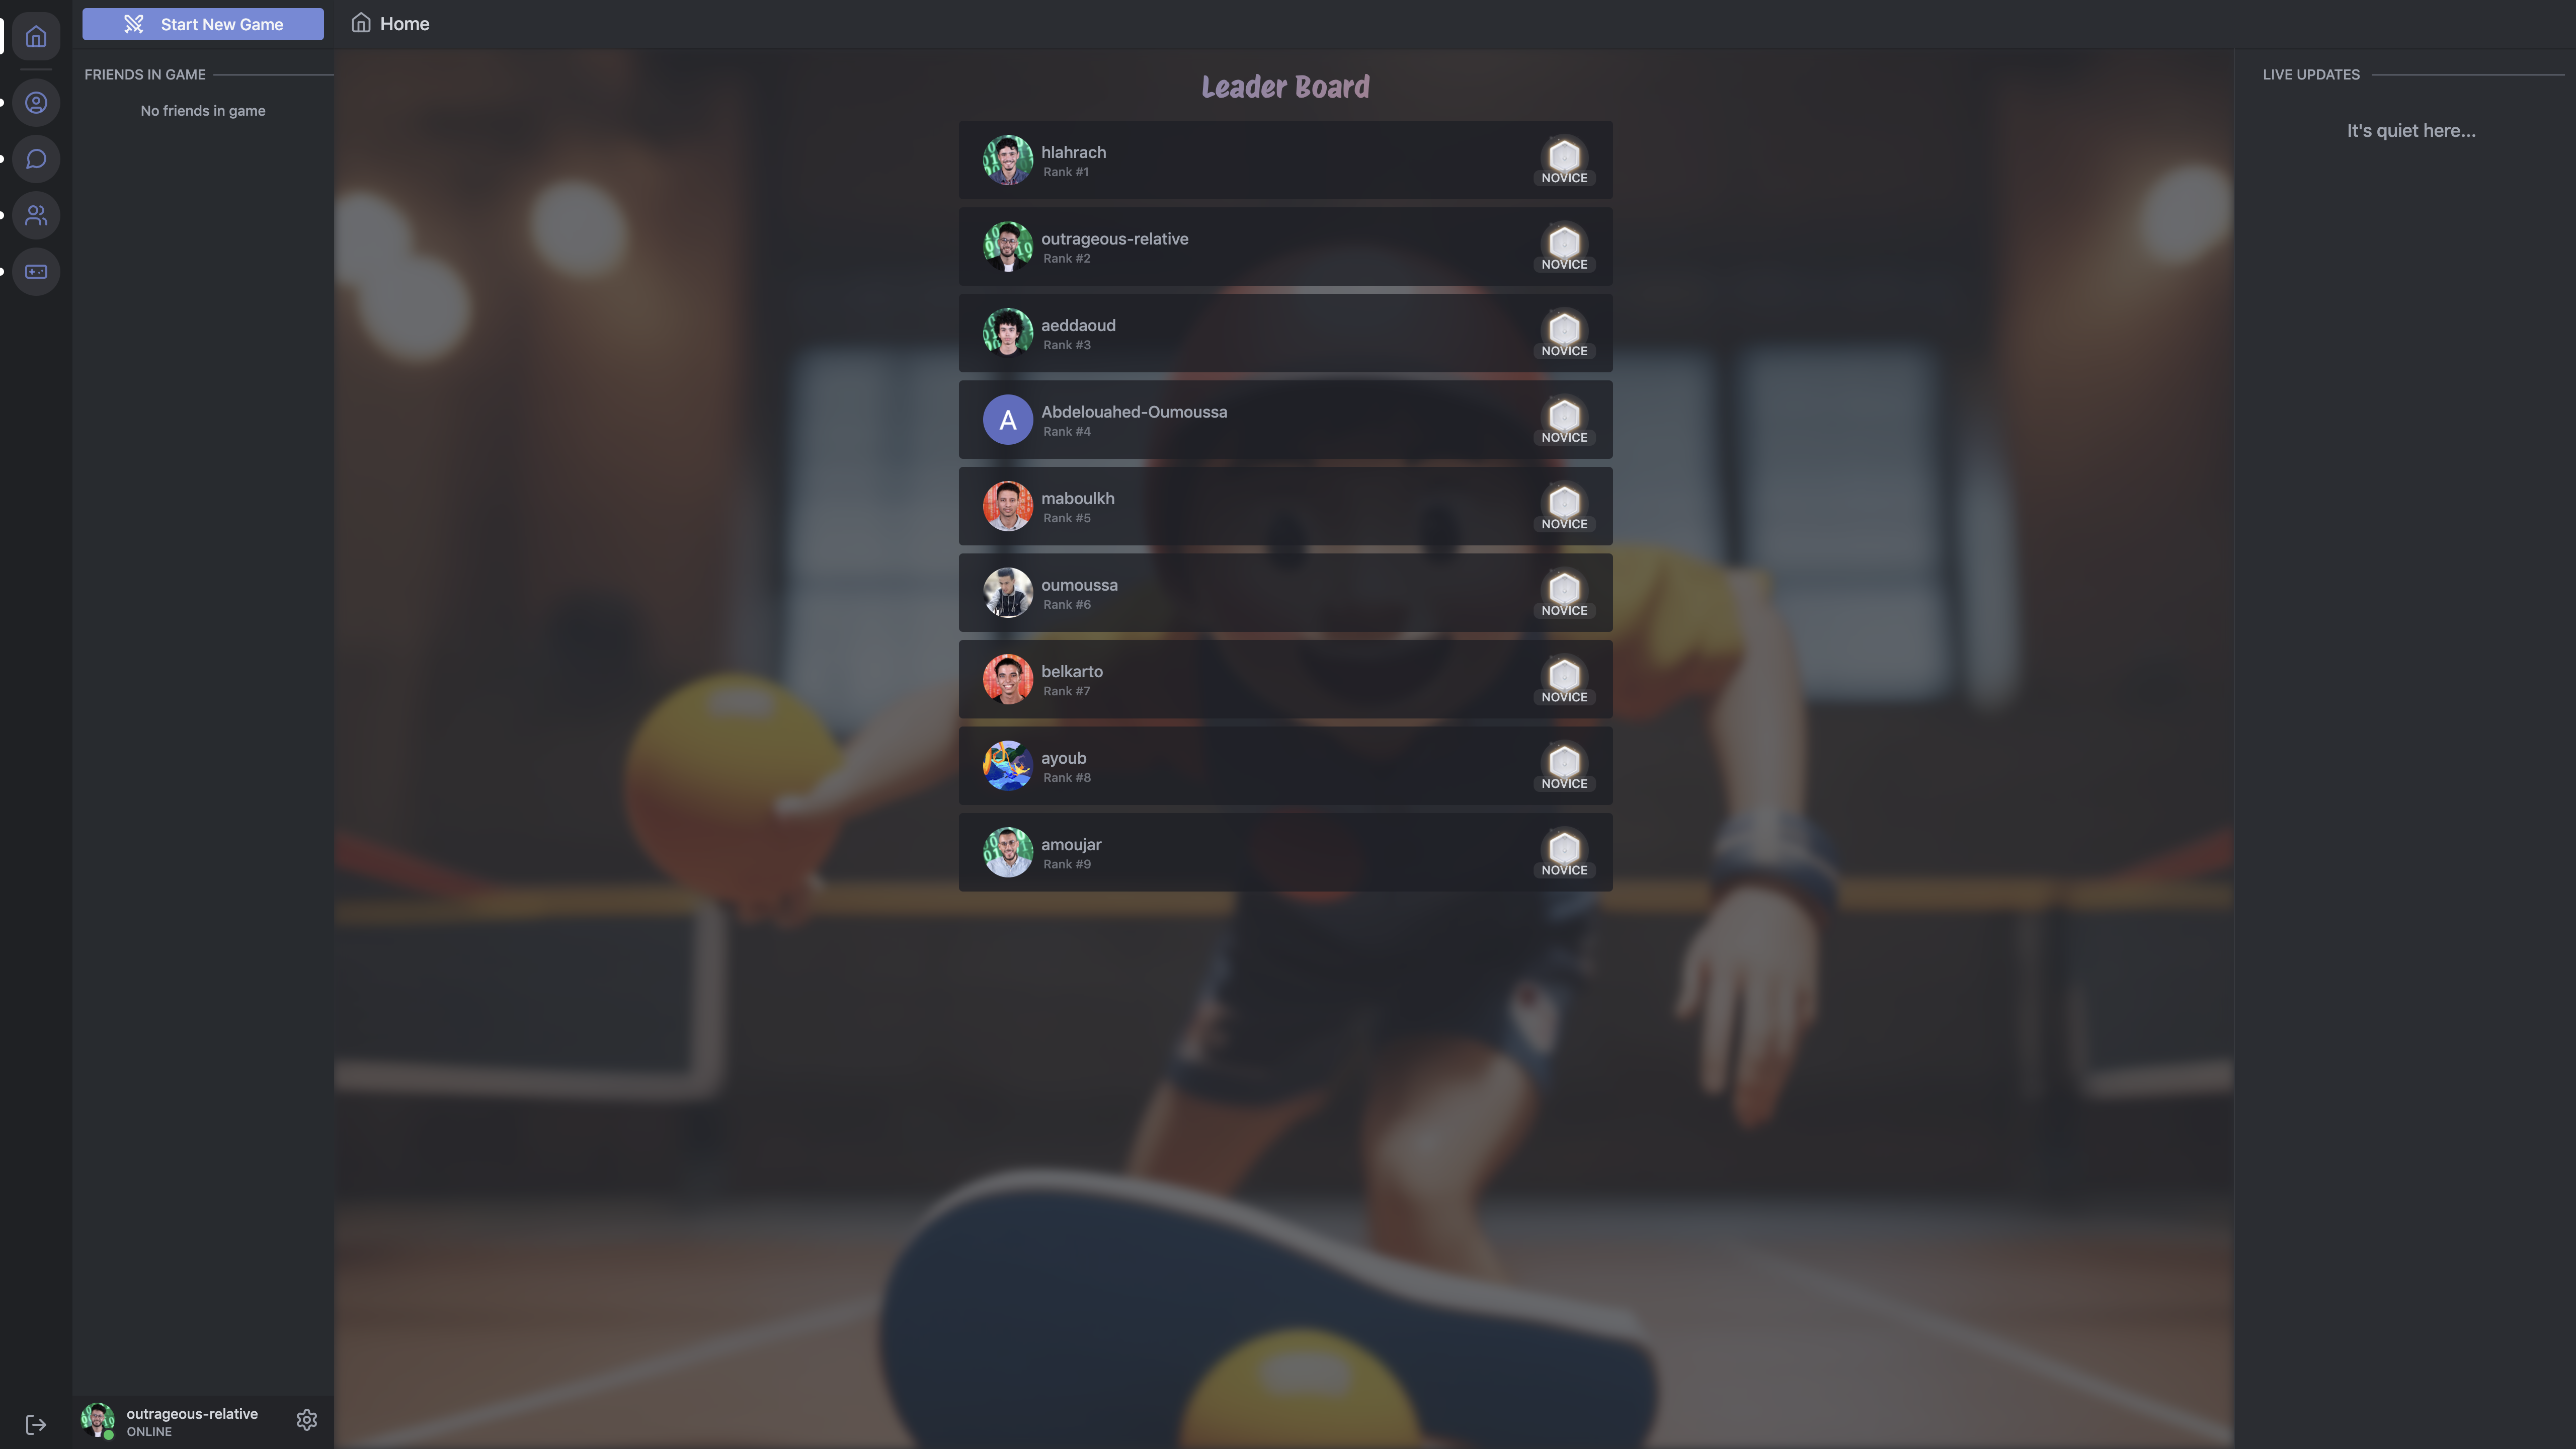 Start New Game
Home
FRIENDS IN GAME
No friends in game
Leader Board
hlahrach
Rank #1
NOVICE
outrageous-relative
Rank #2
NOVICE
aeddaoud
Rank #3
NOVICE
A
Abdelouahed-Oumoussa
Rank #4
NOVICE
maboulkh
Rank #5
NOVICE
oumoussa
Rank #6
NOVICE
belkarto
Rank #7
NOVICE
ayoub
Rank #8
NOVICE
amoujar
Rank #9
NOVICE
LIVE UPDATES
It's quiet here...
outrageous-relative
ONLINE